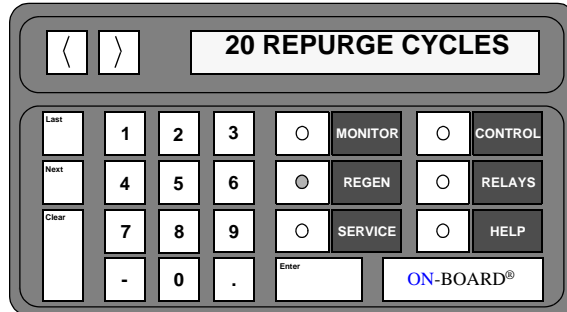 〈 〉 20 REPURGE CYCLES
Last 1 2 3 MONITOR CONTROL
Next 4 5 6 REGEN RELAYS
Clear 7 8 9 SERVICE HELP
- 0 . Enter ON-BOARD®